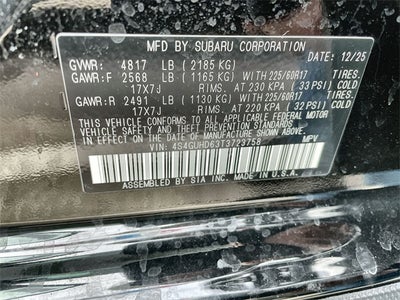 MFD. BY SUBARU CORPORATION DATE: 12/25
GVWR: 4817 LB (2185 KG)
GAWR:F 2568 LB (1165 KG) WITH 225/60R17 TIRES.
17X7J RIMS, AT 230 KPA (33 PSI) COLD
GAWR:R 2491 LB (1130 KG) WITH 225/60R17 TIRES.
17X7J RIMS, AT 220 KPA (32 PSI) COLD
THIS VEHICLE CONFORMS TO ALL APPLICABLE FEDERAL MOTOR
VEHICLE SAFETY STANDARDS IN EFFECT ON THE DATE OF
MANUFACTURE SHOWN ABOVE.
VIN: 4S4GUHD63T3723758 MPV
ASSEMBLED BY SIA INC. MADE IN U.S.A.